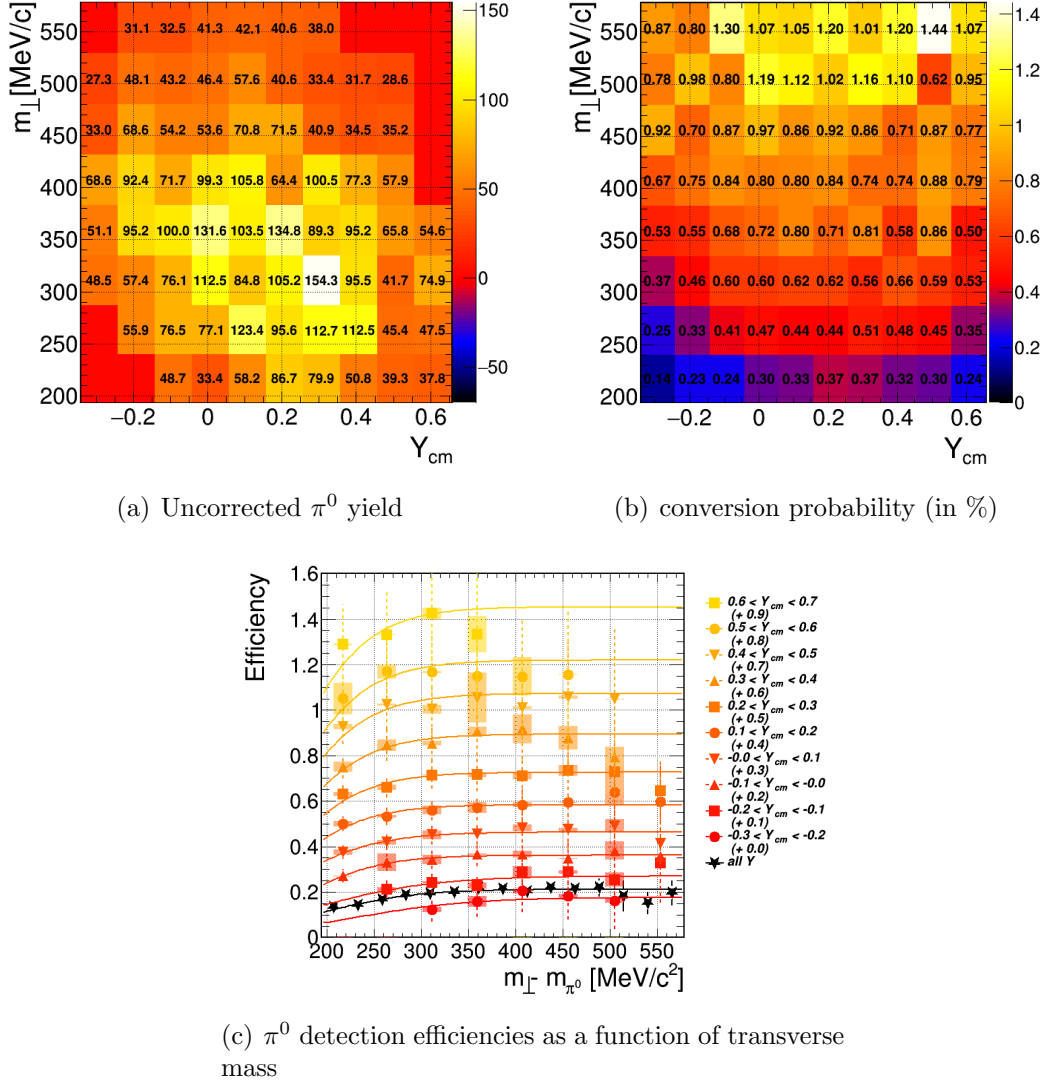 m⊥[MeV/c]
550
500
450
400
350
300
250
200
31.1 32.5 41.3 42.1 40.6 38.0
27.3 48.1 43.2 46.4 57.6 40.6 33.4 31.7 28.6
33.0 68.6 54.2 53.6 70.8 71.5 40.9 34.5 35.2
68.6 92.4 71.7 99.3 105.8 64.4 100.5 77.3 57.9
51.1 95.2 100.0 131.6 103.5 134.8 89.3 95.2 65.8 54.6
48.5 57.4 76.1 112.5 84.8 105.2 154.3 95.5 41.7 74.9
55.9 76.5 77.1 123.4 95.6 112.7 112.5 45.4 47.5
48.7 33.4 58.2 86.7 79.9 50.8 39.3 37.8
−0.2 0 0.2 0.4 0.6
Ycm
150
100
50
0
−50
(a) Uncorrected π⁰ yield
m⊥[MeV/c]
550
500
450
400
350
300
250
200
0.87 0.80 1.30 1.07 1.05 1.20 1.01 1.20 1.44 1.07
0.78 0.98 0.80 1.19 1.12 1.02 1.16 1.10 0.62 0.95
0.92 0.70 0.87 0.97 0.86 0.92 0.86 0.71 0.87 0.77
0.67 0.75 0.84 0.80 0.80 0.84 0.74 0.74 0.88 0.79
0.53 0.55 0.68 0.72 0.80 0.71 0.81 0.58 0.86 0.50
0.37 0.46 0.60 0.60 0.62 0.58 0.66 0.66 0.59 0.53
0.25 0.33 0.41 0.47 0.44 0.44 0.51 0.48 0.45 0.35
0.14 0.23 0.24 0.30 0.33 0.37 0.37 0.32 0.30 0.24
−0.2 0 0.2 0.4 0.6
Ycm
1.4
1.2
1
0.8
0.6
0.4
0.2
0
(b) conversion probability (in %)
Efficiency
1.6
1.4
1.2
1
0.8
0.6
0.4
0.2
0
200 250 300 350 400 450 500 550
m⊥- mπ⁰ [MeV/c²]
0.6 < Ycm < 0.7
(+ 0.9)
0.5 < Ycm < 0.6
(+ 0.8)
0.4 < Ycm < 0.5
(+ 0.7)
0.3 < Ycm < 0.4
(+ 0.6)
0.2 < Ycm < 0.3
(+ 0.5)
0.1 < Ycm < 0.2
(+ 0.4)
-0.0 < Ycm < 0.1
(+ 0.3)
-0.1 < Ycm < -0.0
(+ 0.2)
-0.2 < Ycm < -0.1
(+ 0.1)
-0.3 < Ycm < -0.2
(+ 0.0)
all Y
(c) π⁰ detection efficiencies as a function of transverse
mass